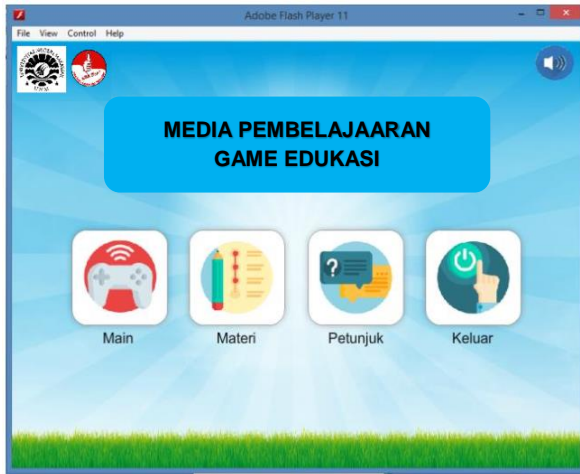 Adobe Flash Player 11
File View Control Help
MEDIA PEMBELAJAARAN
GAME EDUKASI
?
Main Materi Petunjuk Keluar